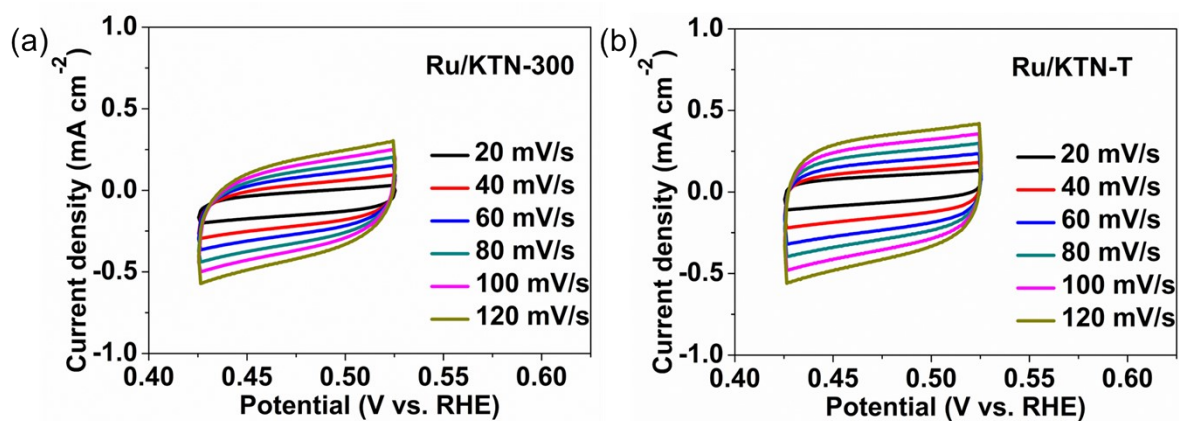 (a)
Current density (mA cm⁻²)
1.0
0.5
0.0
-0.5
-1.0
Ru/KTN-300
20 mV/s
40 mV/s
60 mV/s
80 mV/s
100 mV/s
120 mV/s
0.40 0.45 0.50 0.55 0.60
Potential (V vs. RHE)
(b)
Current density (mA cm⁻²)
1.0
0.5
0.0
-0.5
-1.0
Ru/KTN-T
20 mV/s
40 mV/s
60 mV/s
80 mV/s
100 mV/s
120 mV/s
0.40 0.45 0.50 0.55 0.60
Potential (V vs. RHE)